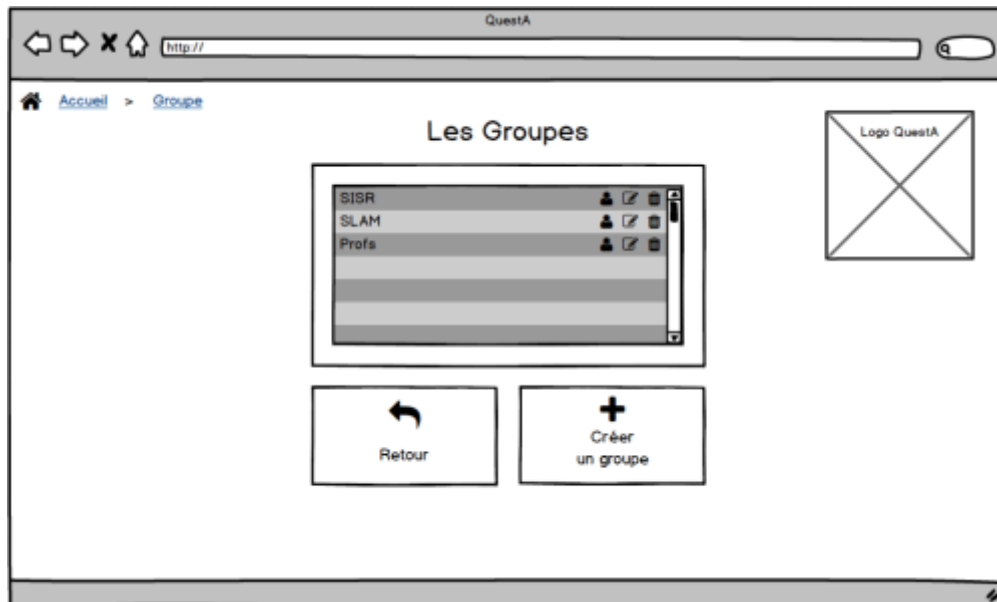 QuestA
http://
Accueil > Groupe
Les Groupes
Logo QuestA
SISR
SLAM
Profs
Retour
Créer
un groupe